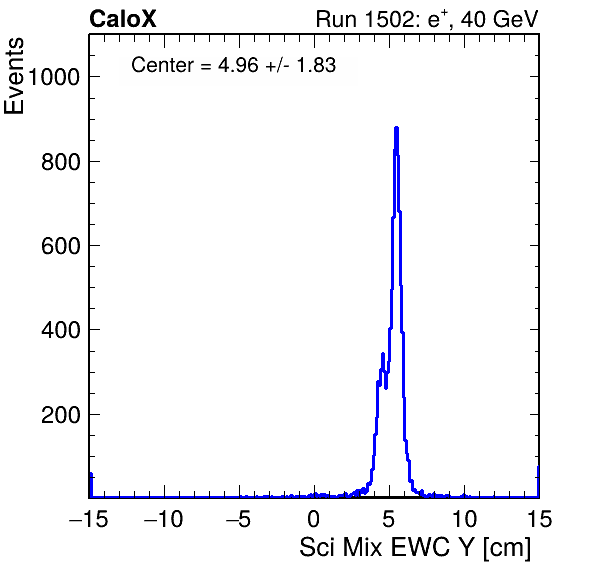 CaloX Run 1502: e⁺, 40 GeV
Center = 4.96 +/- 1.83
Events
1000
800
600
400
200
−15 −10 −5 0 5 10 15
Sci Mix EWC Y [cm]